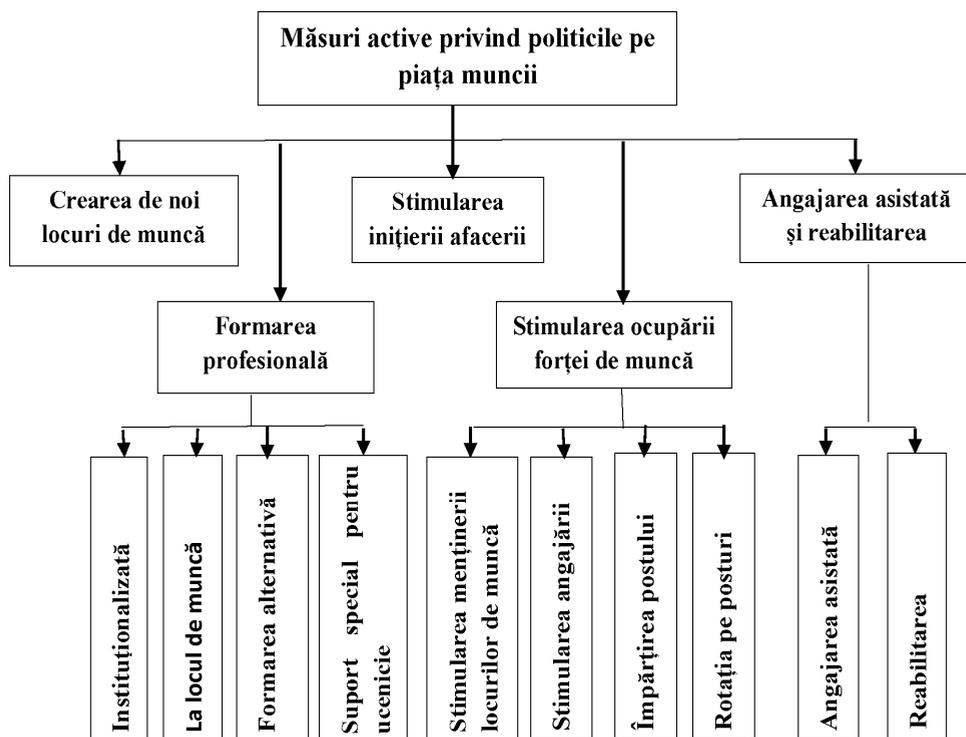 Măsuri active privind politicile pe
piața muncii
Crearea de noi
locuri de muncă
Stimularea
inițierii afacerii
Angajarea asistată
și reabilitarea
Formarea
profesională
Stimularea ocupării
forței de muncă
Instituționalizată
La locul de muncă
Formarea alternativă
Suport special pentru
ucenicie
Stimularea menținerii
locurilor de muncă
Stimularea angajării
Împărțirea postului
Rotația pe posturi
Angajarea asistată
Reabilitarea